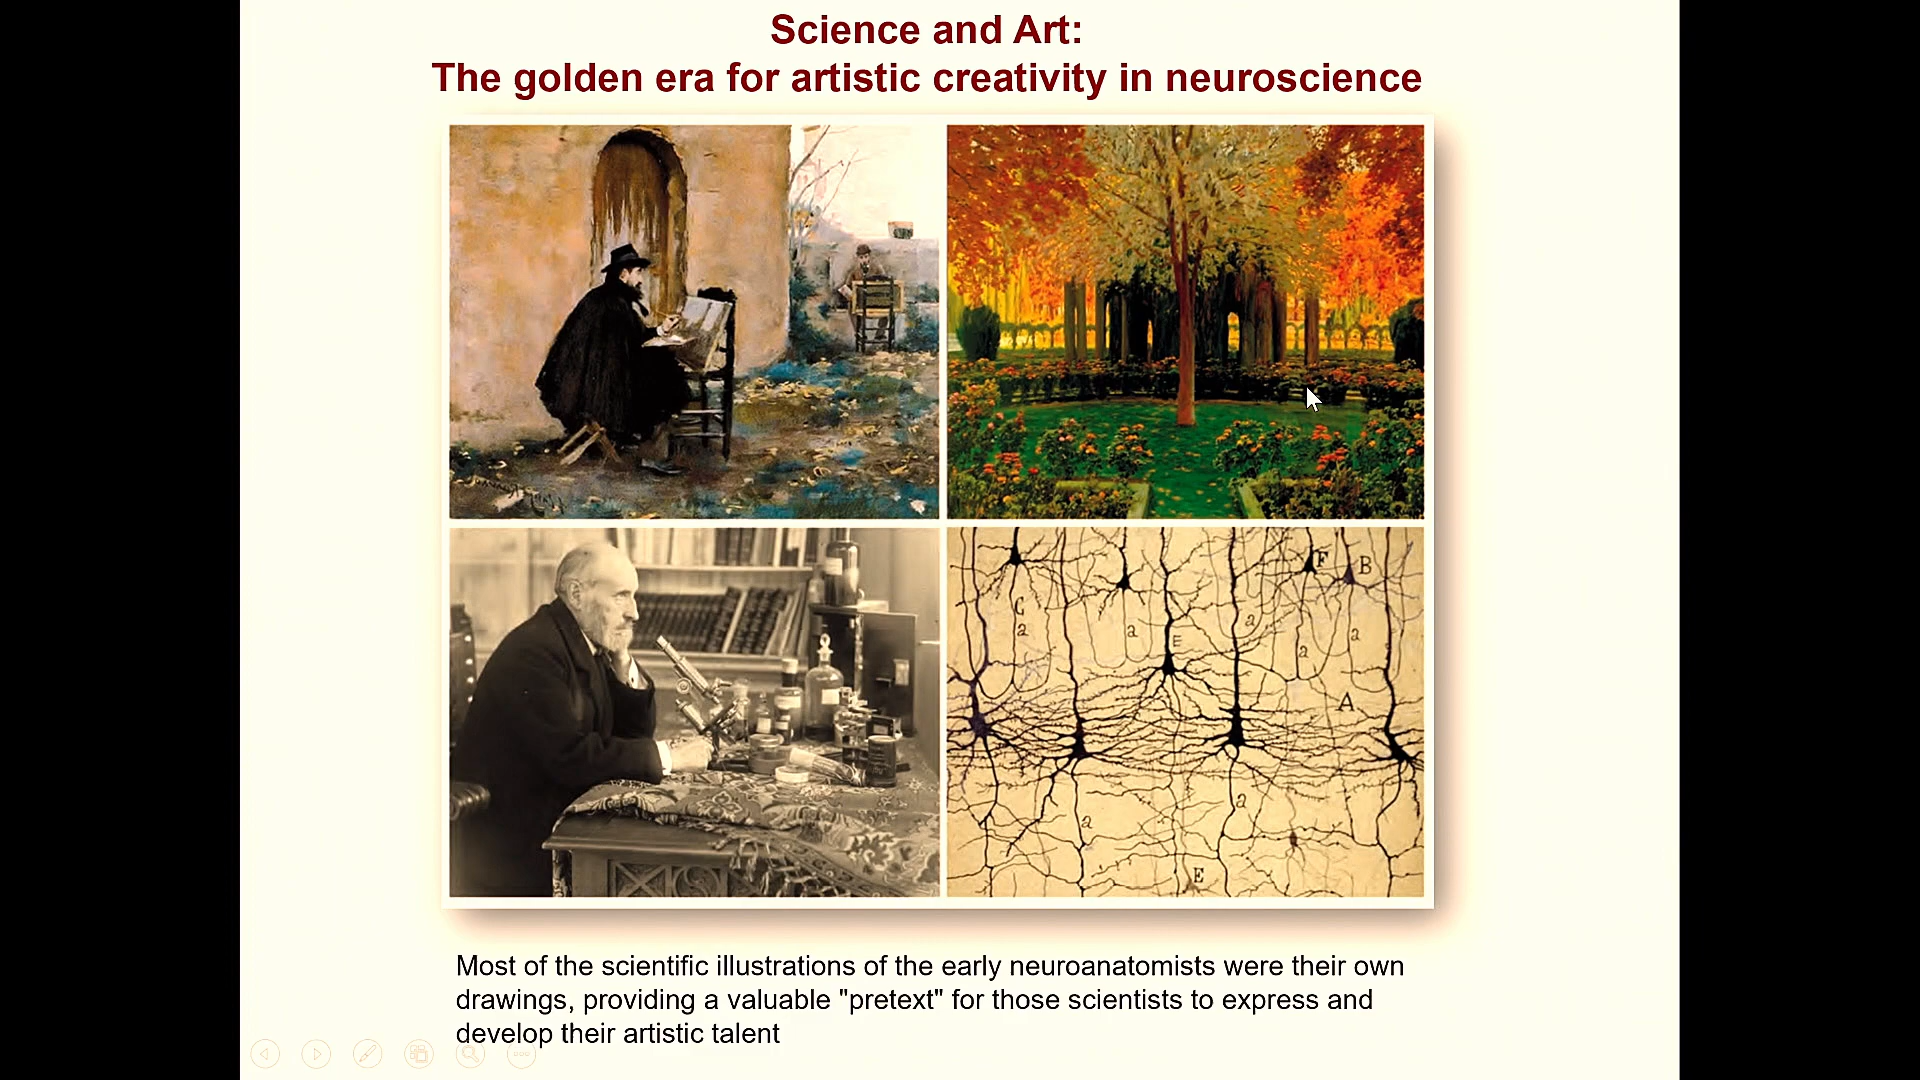 Science and Art:
The golden era for artistic creativity in neuroscience
F
B
C
a
a
E
a
a
a
A
a
a
E
Most of the scientific illustrations of the early neuroanatomists were their own
drawings, providing a valuable "pretext" for those scientists to express and
develop their artistic talent